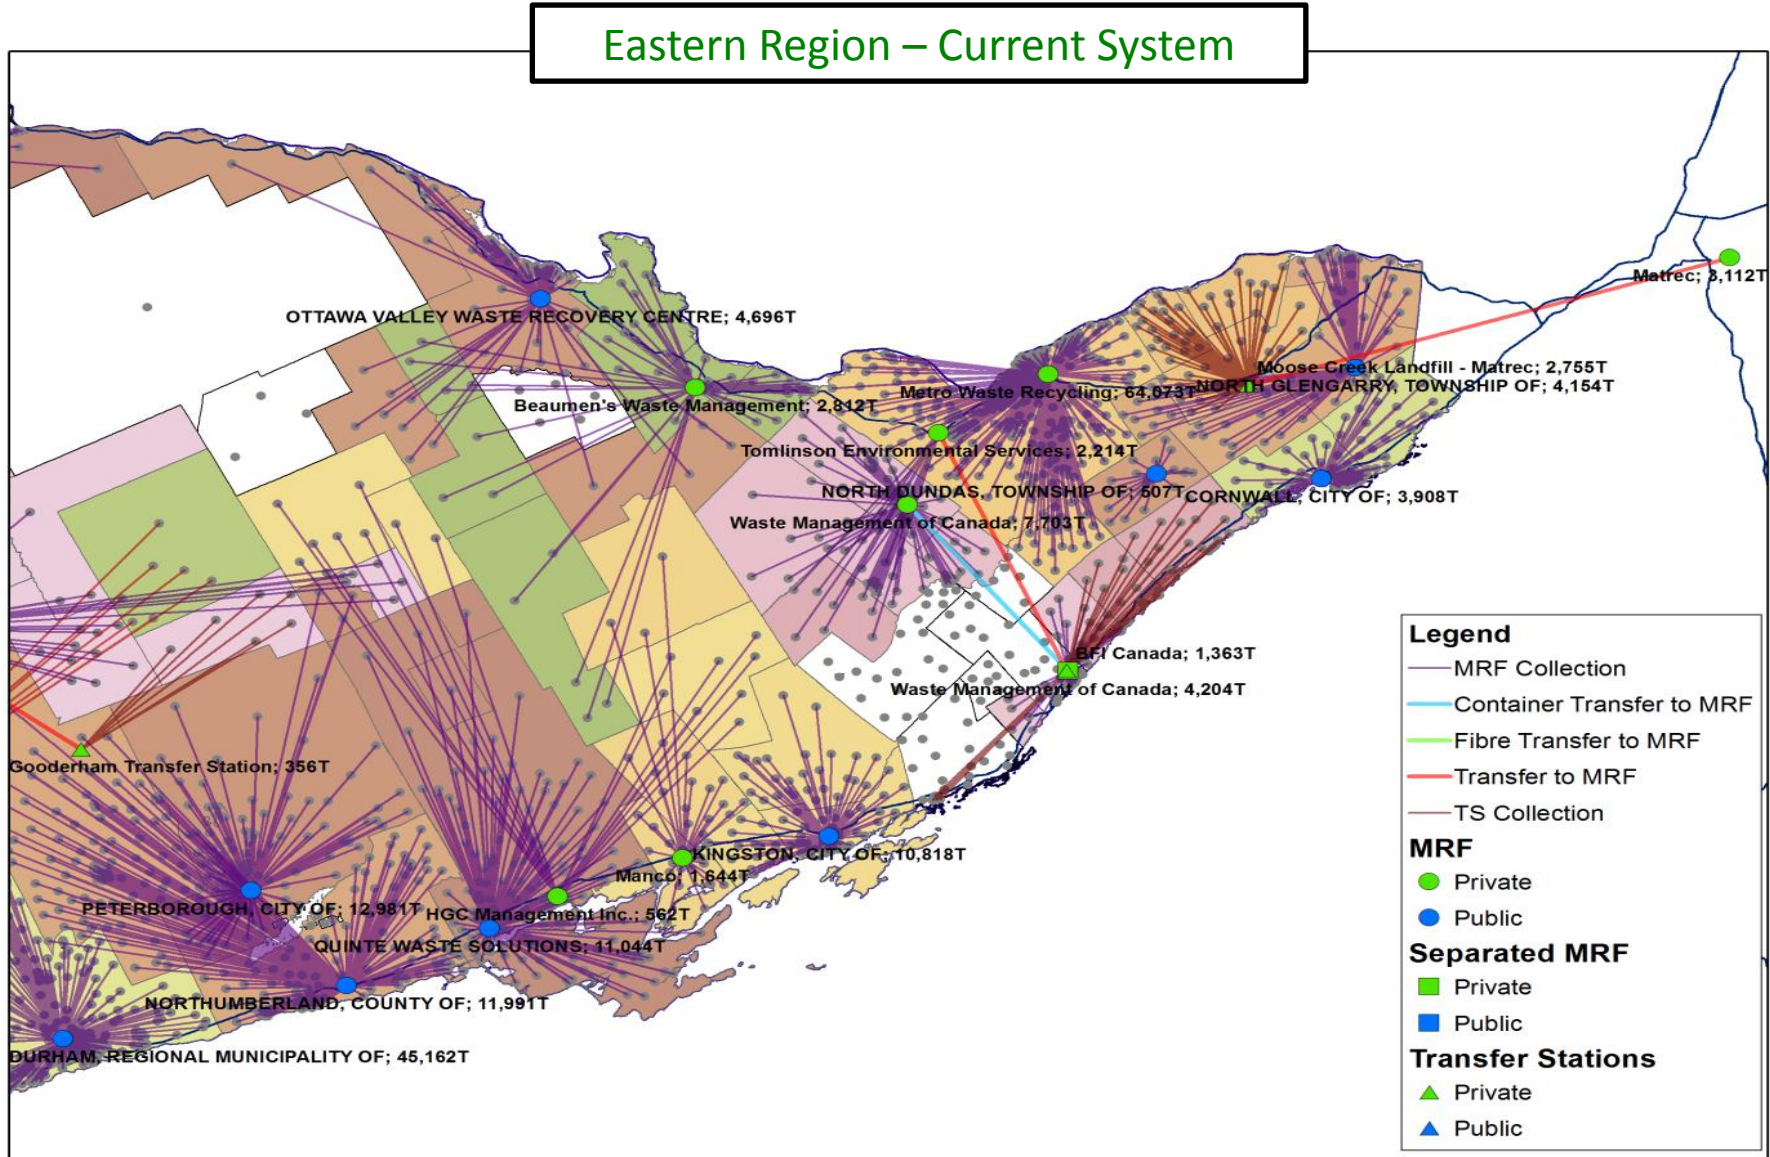 Eastern Region – Current System
Matrec; 3,112T
OTTAWA VALLEY WASTE RECOVERY CENTRE; 4,696T
Moose Creek Landfill - Matrec; 2,755T
NORTH GLENGARRY, TOWNSHIP OF; 4,154T
Metro Waste Recycling; 64,073T
Beaumen's Waste Management; 2,812T
Tomlinson Environmental Services; 2,214T
NORTH DUNDAS, TOWNSHIP OF; 507T
CORNWALL, CITY OF; 3,908T
Waste Management of Canada; 7,703T
BFI Canada; 1,363T
Waste Management of Canada; 4,204T
Gooderham Transfer Station; 356T
KINGSTON, CITY OF; 10,818T
Manco; 1,644T
PETERBOROUGH, CITY OF; 12,981T
HGC Management Inc.; 562T
QUINTE WASTE SOLUTIONS; 11,044T
NORTHUMBERLAND, COUNTY OF; 11,991T
DURHAM, REGIONAL MUNICIPALITY OF; 45,162T
Legend
MRF Collection
Container Transfer to MRF
Fibre Transfer to MRF
Transfer to MRF
TS Collection
MRF
Private
Public
Separated MRF
Private
Public
Transfer Stations
Private
Public